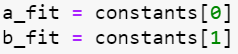 a_fit = constants[0]
b_fit = constants[1]